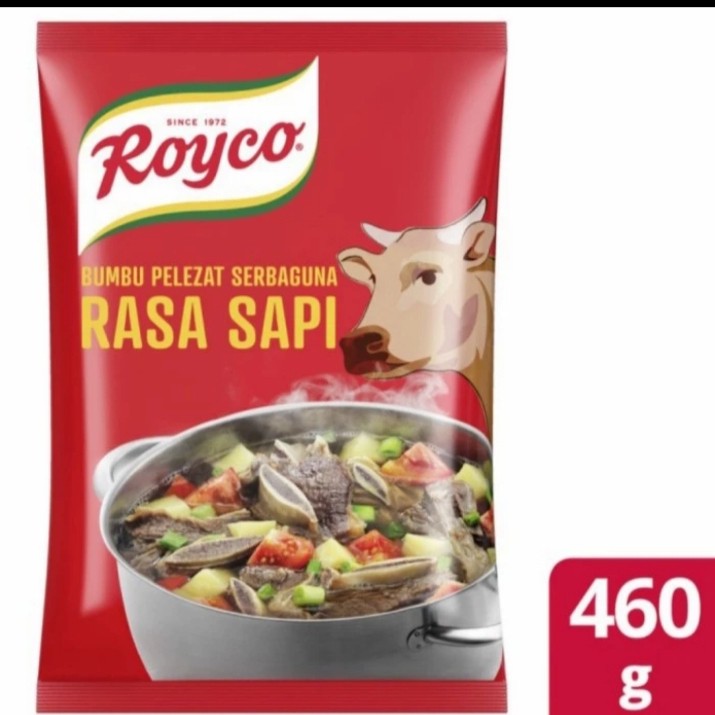 SINCE 1972
Royco®
BUMBU PELEZAT SERBAGUNA
RASA SAPI
460
g